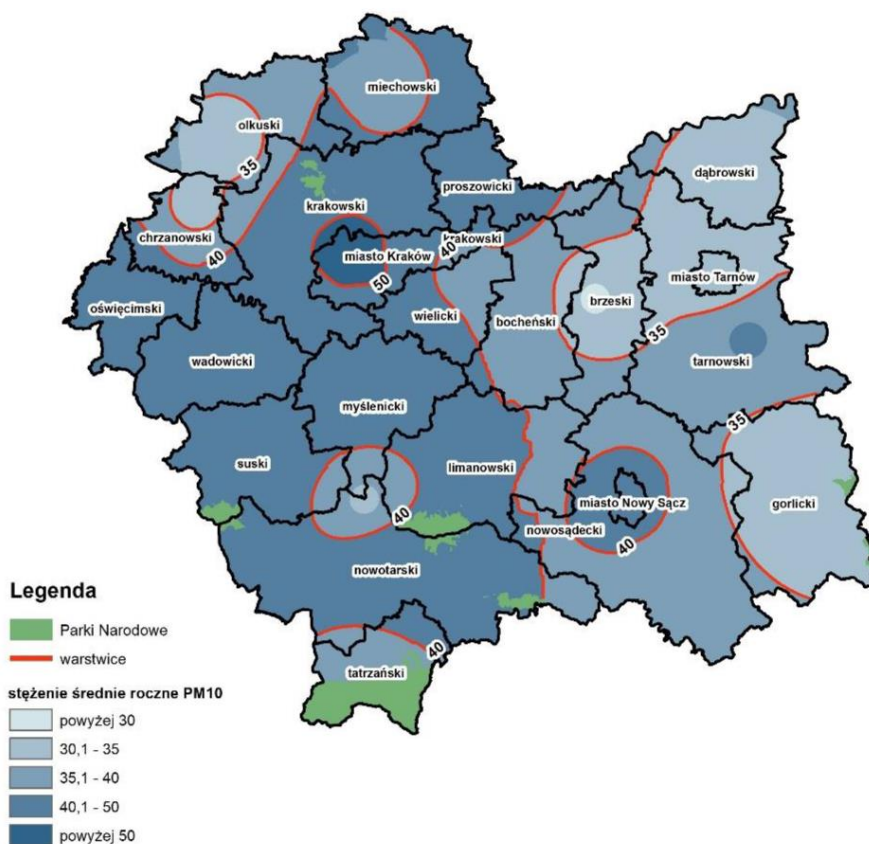 miechowski
olkuski
35
dąbrowski
proszowicki
krakowski
chrzanowski
40
miasto Kraków
krakowski
40
50
miasto Tarnów
oświęcimski
wielicki
bocheński
brzeski
35
tarnowski
wadowicki
myślenicki
35
suski
limanowski
40
miasto Nowy Sącz
gorlicki
nowosądecki
40
nowotarski
40
tatrzański
Legenda
Parki Narodowe
warstwice
stężenie średnie roczne PM10
powyżej 30
30,1 - 35
35,1 - 40
40,1 - 50
powyżej 50